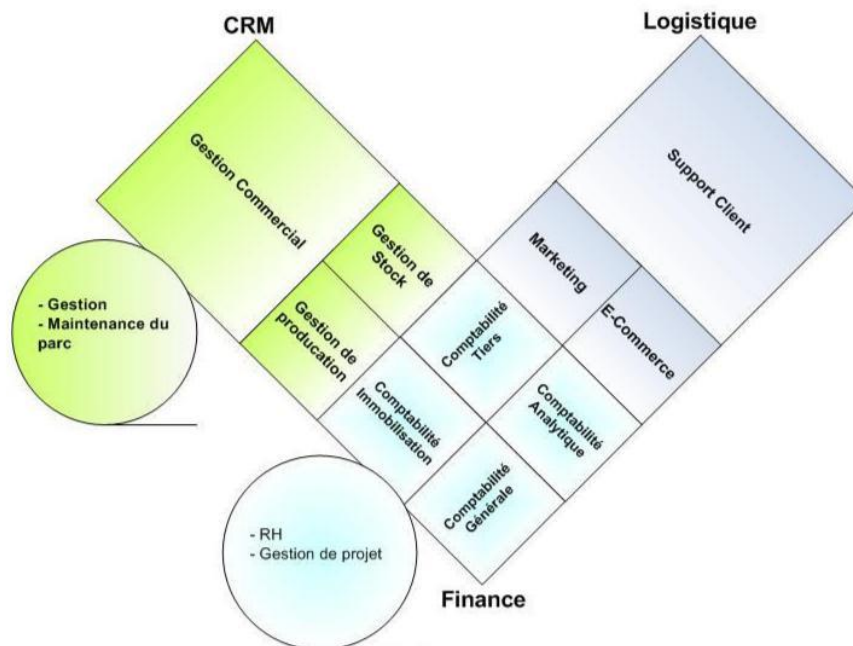 CRM
Logistique
Gestion Commercial
Support Client
Gestion de
Stock
Marketing
- Gestion
- Maintenance du
parc
Gestion de
producation
Comptabilité
Tiers
E-Commerce
Comptabilité
Immobilisation
Comptabilité
Analytique
Comptabilité
Générale
- RH
- Gestion de projet
Finance